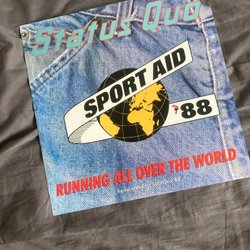 Status Quo
SPORT AID
'88
RUNNING ALL OVER THE WORLD